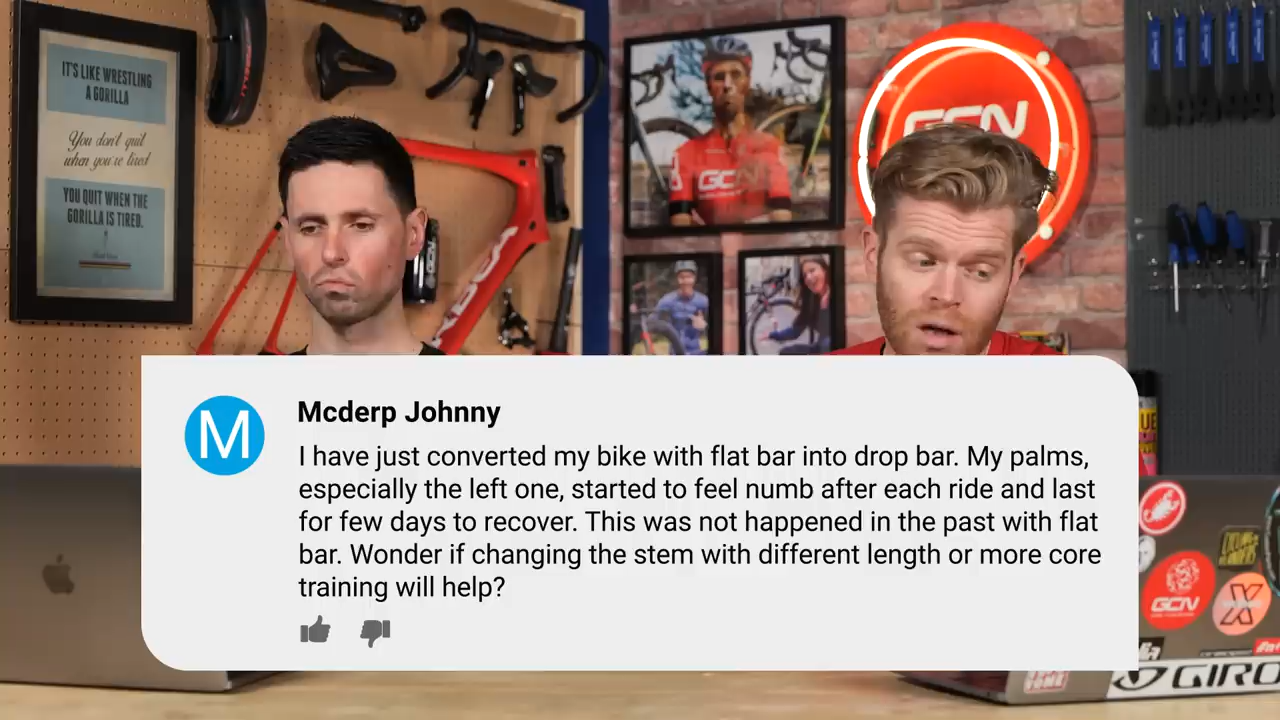 IT'S LIKE WRESTLING
A GORILLA
You don't quit
when you're tired
YOU QUIT WHEN THE
GORILLA IS TIRED.
GCN
GCN
M
Mcderp Johnny
I have just converted my bike with flat bar into drop bar. My palms,
especially the left one, started to feel numb after each ride and last
for few days to recover. This was not happened in the past with flat
bar. Wonder if changing the stem with different length or more core
training will help?
GCN
X
GIRO